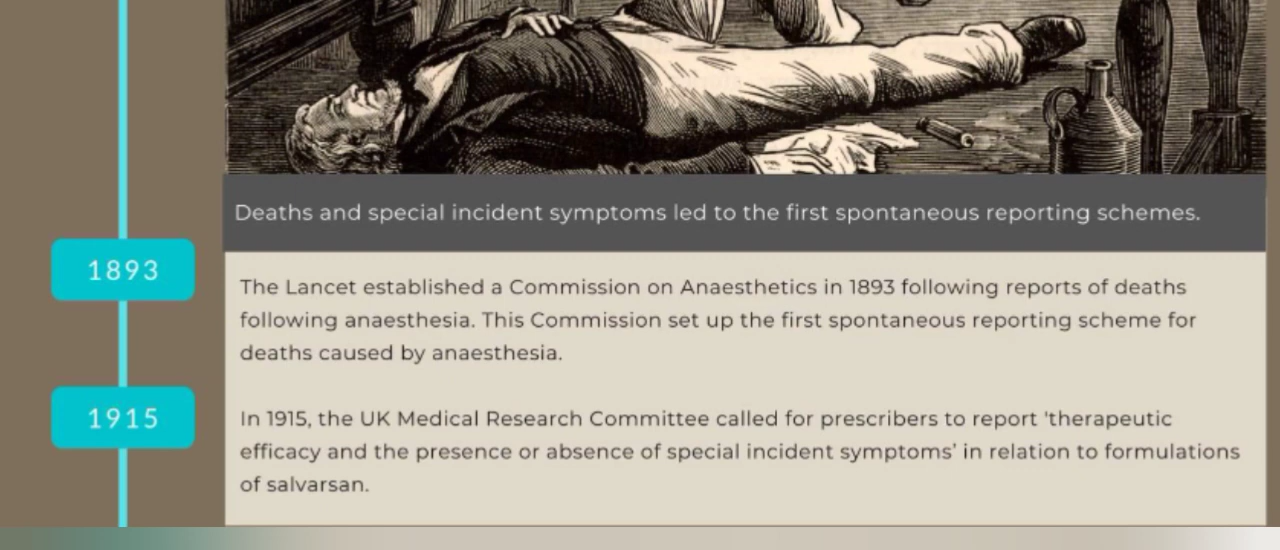 Deaths and special incident symptoms led to the first spontaneous reporting schemes.
1893
The Lancet established a Commission on Anaesthetics in 1893 following reports of deaths
following anaesthesia. This Commission set up the first spontaneous reporting scheme for
deaths caused by anaesthesia.
1915
In 1915, the UK Medical Research Committee called for prescribers to report 'therapeutic
efficacy and the presence or absence of special incident symptoms’ in relation to formulations
of salvarsan.